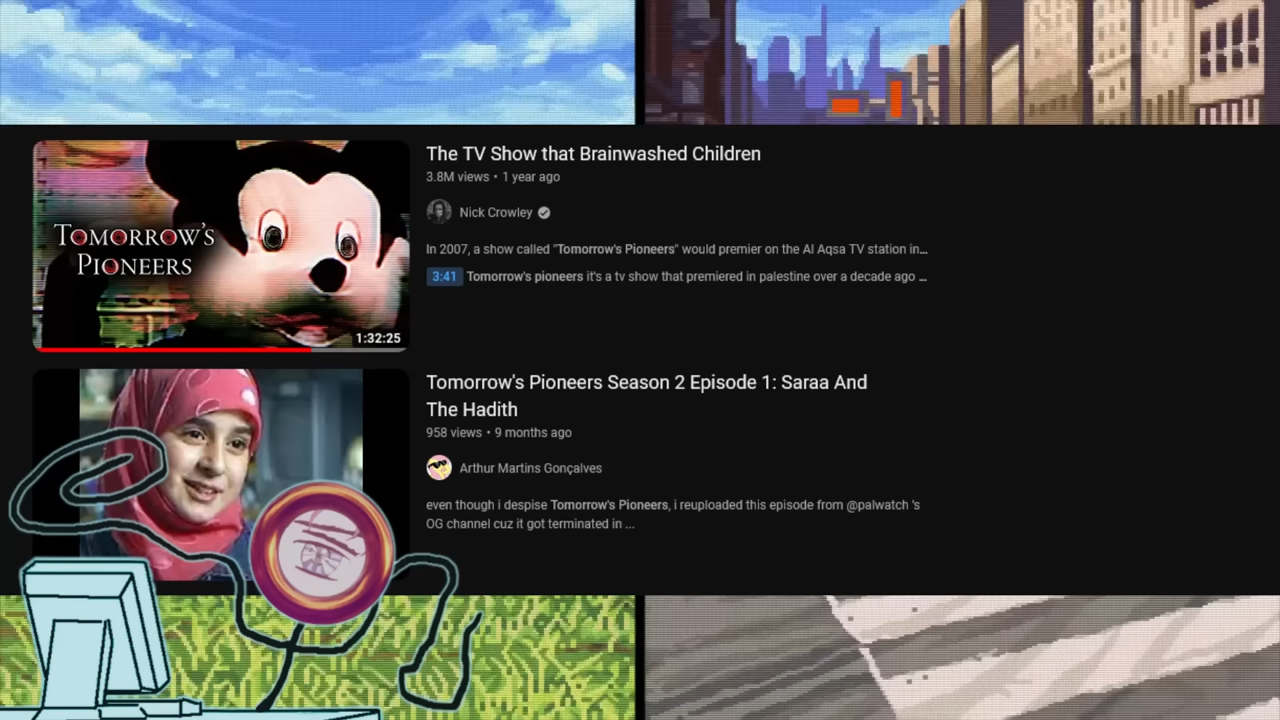 The TV Show that Brainwashed Children
3.8M views • 1 year ago
TOMORROW'S
PIONEERS
Nick Crowley
In 2007, a show called "Tomorrow's Pioneers" would premier on the Al Aqsa TV station in...
3:41 Tomorrow's pioneers it's a tv show that premiered in palestine over a decade ago ...
1:32:25
Tomorrow's Pioneers Season 2 Episode 1: Saraa And
The Hadith
958 views • 9 months ago
Arthur Martins Gonçalves
even though i despise Tomorrow's Pioneers, i reuploaded this episode from @palwatch 's
OG channel cuz it got terminated in ...